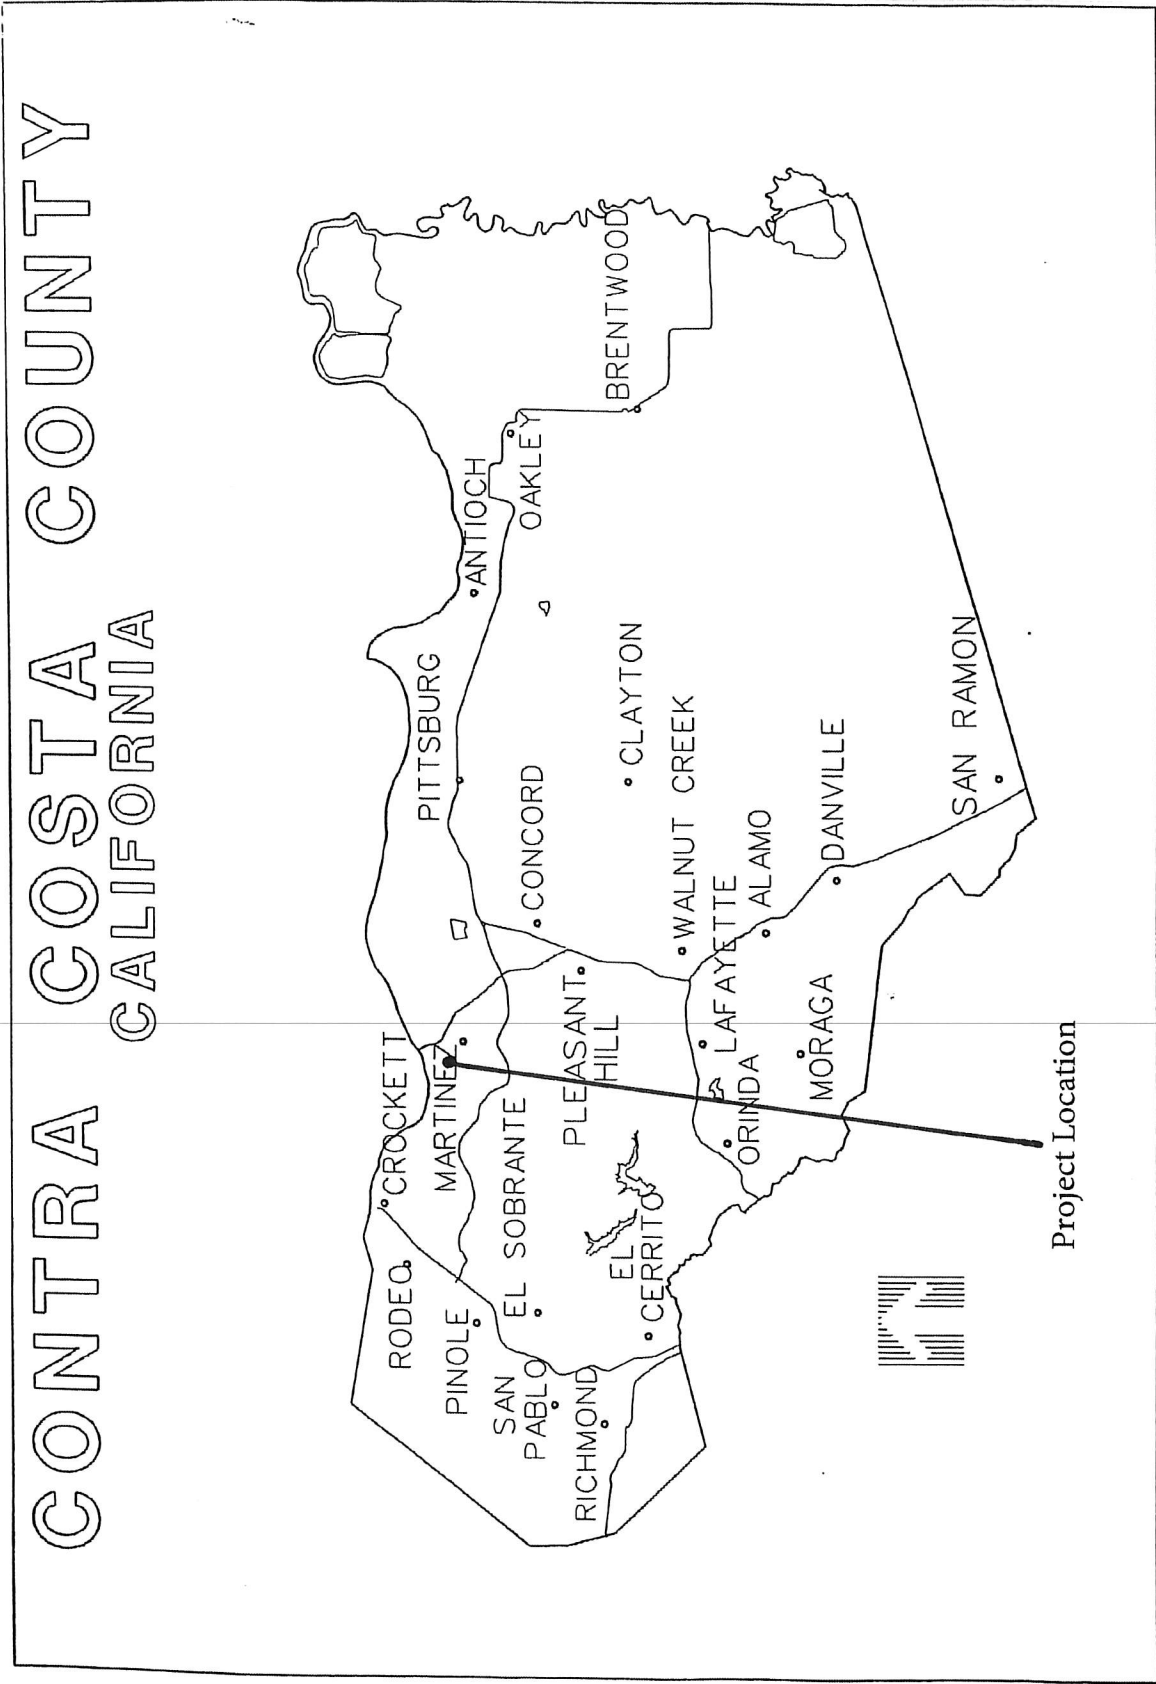 CONTRA COSTA COUNTY
CALIFORNIA
CROCKETT
RODEO
MARTINEZ
PITTSBURG
ANTIOCH
PINOLE
OAKLEY
SAN
PABLO
EL SOBRANTE
CONCORD
RICHMOND
PLEASANT
HILL
BRENTWOOD
EL
CERRITO
CLAYTON
WALNUT CREEK
LAFAYETTE
ORINDA
ALAMO
MORAGA
DANVILLE
SAN RAMON
Project Location